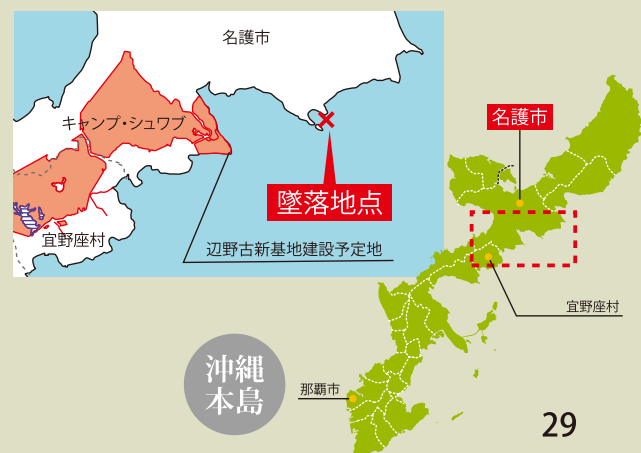 名護市
キャンプ・シュワブ
墜落地点
宜野座村
辺野古新基地建設予定地
名護市
宜野座村
沖縄
本島
那覇市
29